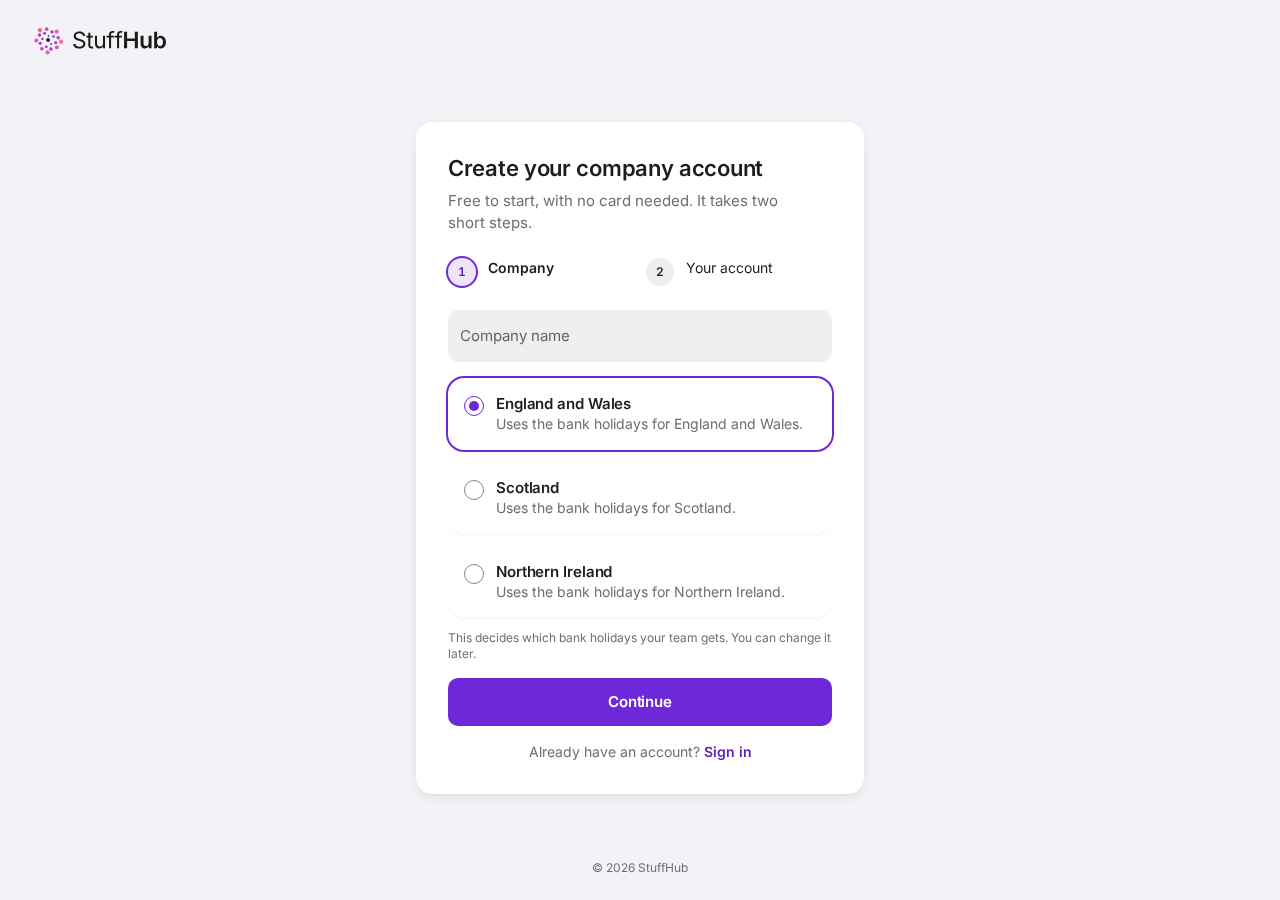 StuffHub
Create your company account
Free to start, with no card needed. It takes two
short steps.
1 Company
2 Your account
Company name
England and Wales
Uses the bank holidays for England and Wales.
Scotland
Uses the bank holidays for Scotland.
Northern Ireland
Uses the bank holidays for Northern Ireland.
This decides which bank holidays your team gets. You can change it
later.
Continue
Already have an account? Sign in
© 2026 StuffHub